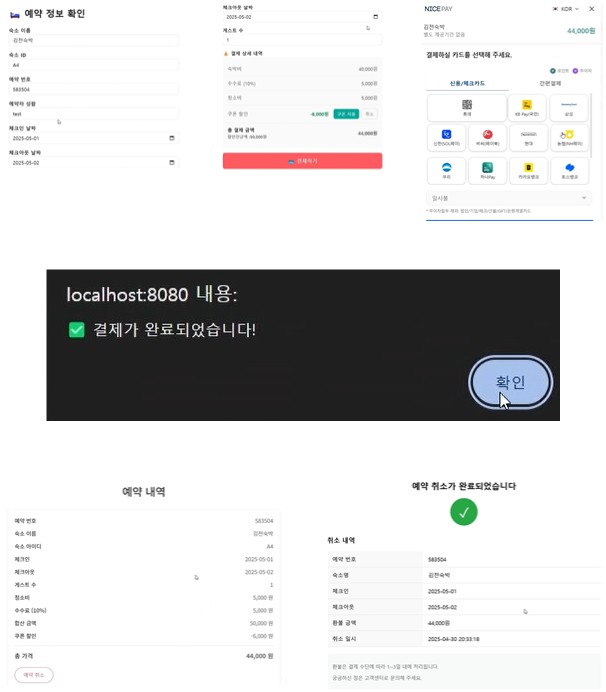 예약 정보 확인
숙소 이름
김찬숙박
숙소 ID
A4
예약 번호
583504
예약자 성함
test
체크인 날짜
2025-05-01
체크아웃 날짜
2025-05-02
체크아웃 날짜
2025-05-02
게스트 수
1
결제 상세 내역
숙박비 40,000원
수수료 (10%) 5,000원
청소비 5,000원
쿠폰 할인 -6,000원 쿠폰 적용 취소
총 결제 금액 44,000원
결제하기
NICEPAY KOR
김찬숙박
별도 제공기간 없음 44,000원
결제하실 카드를 선택해 주세요.
포인트 무이자
신용/체크카드 간편결제
롯데 KB Pay(국민) 삼성
신한(SOL페이) 비씨(페이북) 현대 농협(NH페이)
우리 하나Pay 카카오뱅크 토스뱅크
일시불
localhost:8080 내용:
✅ 결제가 완료되었습니다!
확인
예약 내역
예약 번호 583504
숙소 이름 김찬숙박
숙소 아이디 A4
체크인 2025-05-01
체크아웃 2025-05-02
게스트 수 1
청소비 5,000 원
수수료 (10%) 5,000 원
합산 금액 50,000 원
쿠폰 할인 -6,000 원
총 가격 44,000 원
예약 취소
예약 취소가 완료되었습니다
취소 내역
예약 번호 583504
숙소명 김찬숙박
체크인 2025-05-01
체크아웃 2025-05-02
환불 금액 44,000원
취소 일시 2025-04-30 20:33:18
환불은 결제 수단에 따라 1~3일 내에 처리됩니다.
궁금하신 점은 고객센터로 문의해 주세요.